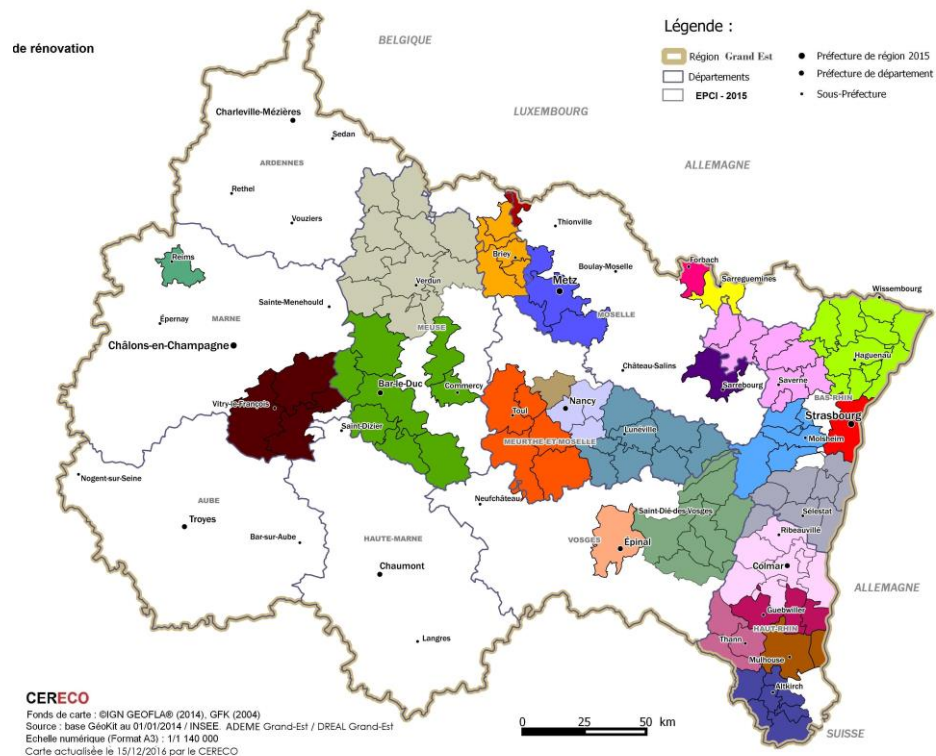 de rénovation
Légende :
Région Grand Est
Départements
EPCI - 2015
Préfecture de région 2015
Préfecture de département
Sous-Préfecture
BELGIQUE
LUXEMBOURG
ALLEMAGNE
Charleville-Mézières
Sedan
ARDENNES
Rethel
Vouziers
Thionville
Reims
Briey
Boulay-Moselle
Forbach
Sarreguemines
Verdun
Metz
Wissembourg
Sainte-Menehould
Épernay
MARNE
MEUSE
MOSELLE
Châlons-en-Champagne
Château-Salins
Haguenau
Bar-le-Duc
Commercy
Sarrebourg
Saverne
BAS-RHIN
Vitry-le-François
Toul
Nancy
Strasbourg
Saint-Dizier
MEURTHE-ET-MOSELLE
Lunéville
Molsheim
Nogent-sur-Seine
AUBE
Neufchâteau
Saint-Dié-des-Vosges
Sélestat
Troyes
Bar-sur-Aube
HAUTE-MARNE
VOSGES
Épinal
Ribeauvillé
Chaumont
Colmar
ALLEMAGNE
Guebwiller
HAUT-RHIN
Langres
Thann
Mulhouse
Altkirch
SUISSE
0 25 50
km
CERECO
Fonds de carte : ©IGN GEOFLA® (2014), GFK (2004)
Source : base GéoKit au 01/01/2014 / INSEE. ADEME Grand-Est / DREAL Grand-Est
Echelle numérique (Format A3) : 1/1 140 000
Carte actualisée le 15/12/2016 par le CERECO